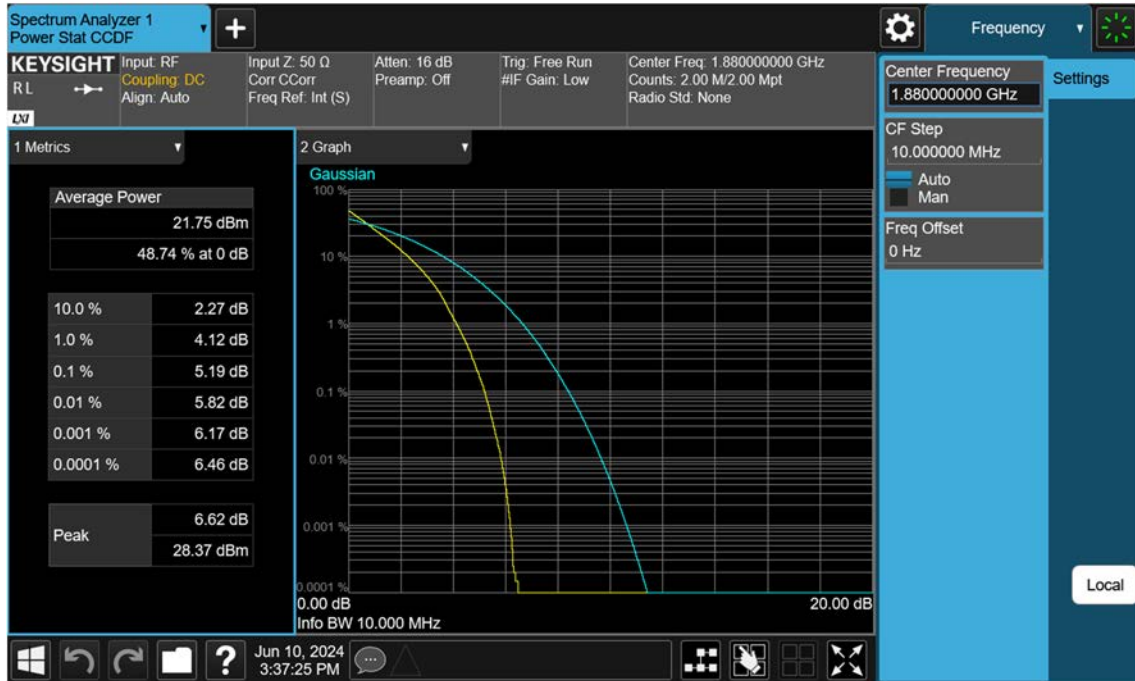 Spectrum Analyzer 1
Power Stat CCDF
+
Frequency
KEYSIGHT
R L
LXI
Input: RF
Coupling: DC
Align: Auto
Input Z: 50 Ω
Corr CCorr
Freq Ref: Int (S)
Atten: 16 dB
Preamp: Off
Trig: Free Run
#IF Gain: Low
Center Freq: 1.880000000 GHz
Counts: 2.00 M/2.00 Mpt
Radio Std: None
Center Frequency
1.880000000 GHz
Settings
CF Step
10.000000 MHz
Auto
Man
Freq Offset
0 Hz
Local
1 Metrics
Average Power
21.75 dBm
48.74 % at 0 dB
10.0 % 2.27 dB
1.0 % 4.12 dB
0.1 % 5.19 dB
0.01 % 5.82 dB
0.001 % 6.17 dB
0.0001 % 6.46 dB
Peak
6.62 dB
28.37 dBm
2 Graph
Gaussian
100 %
10 %
1 %
0.1 %
0.01 %
0.001 %
0.0001 %
0.00 dB 20.00 dB
Info BW 10.000 MHz
?
Jun 10, 2024
3:37:25 PM